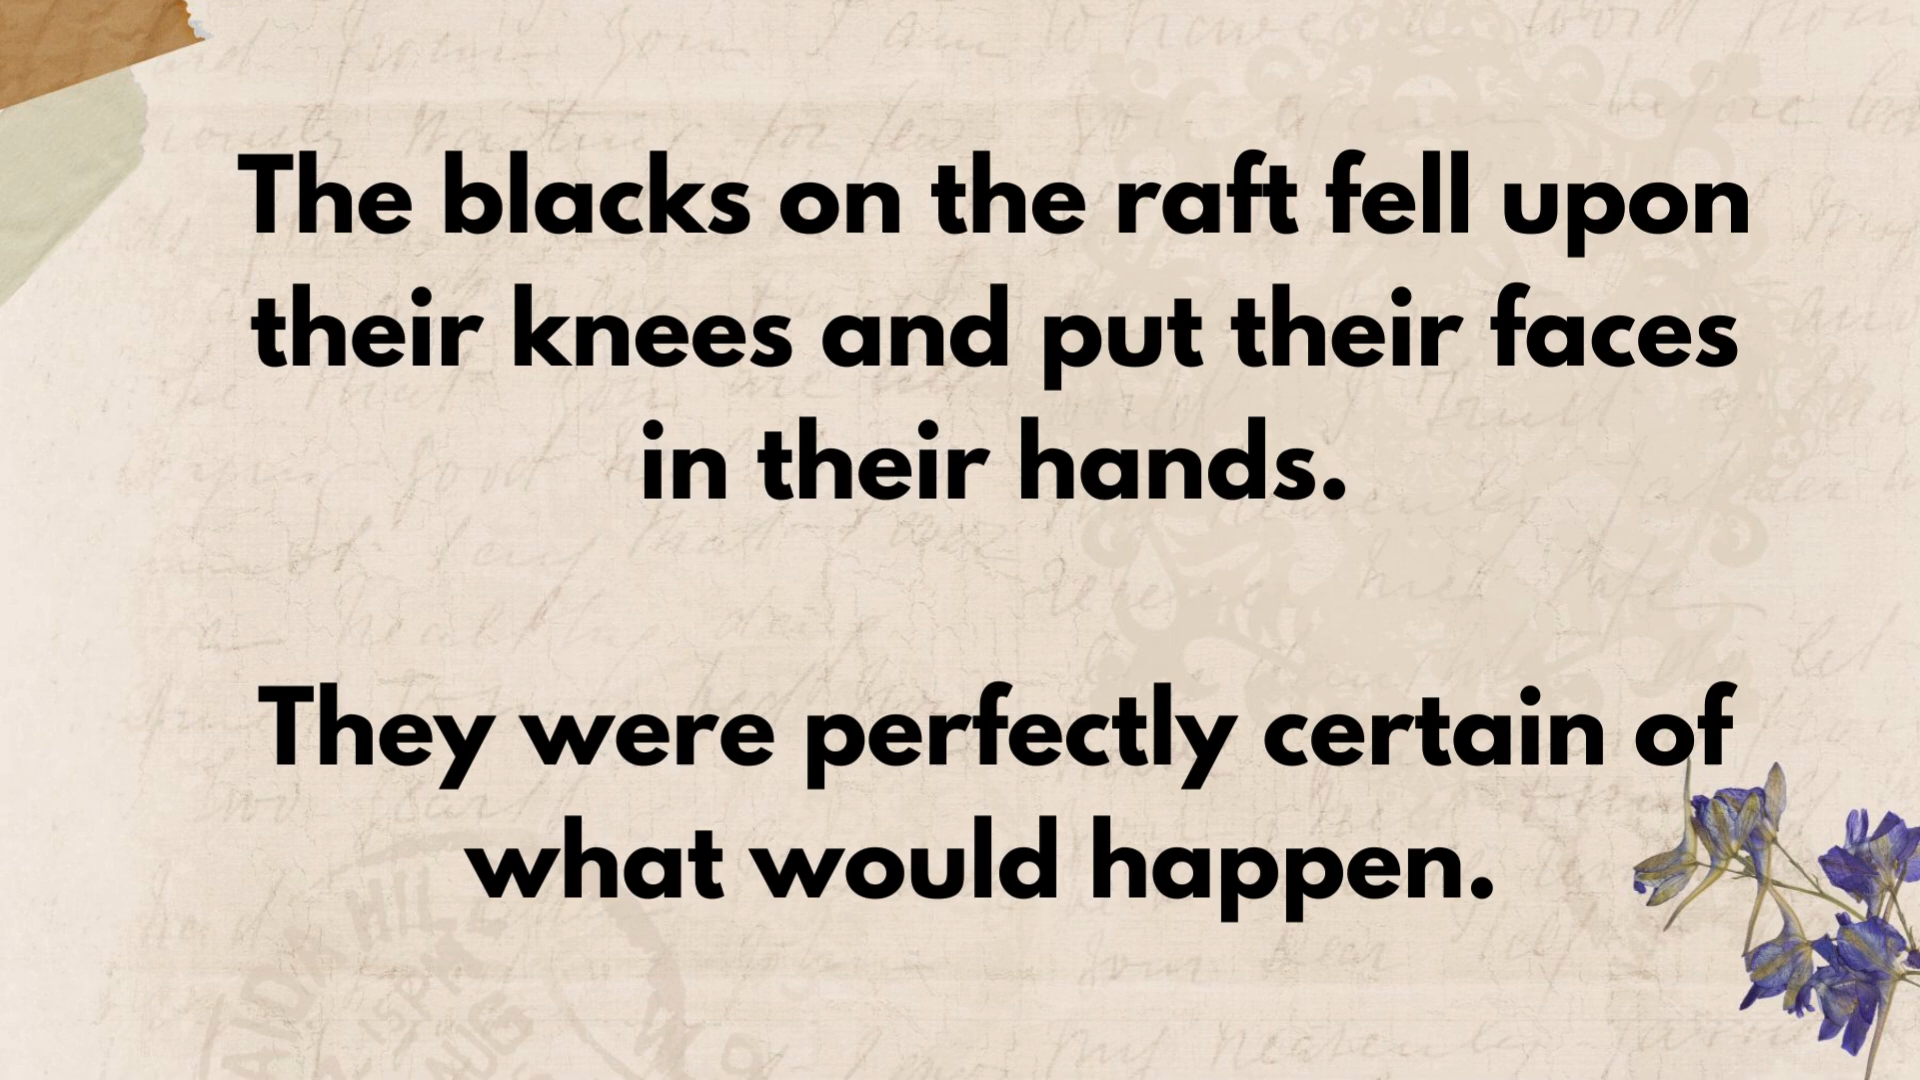 The blacks on the raft fell upon
their knees and put their faces
in their hands.
They were perfectly certain of
what would happen.